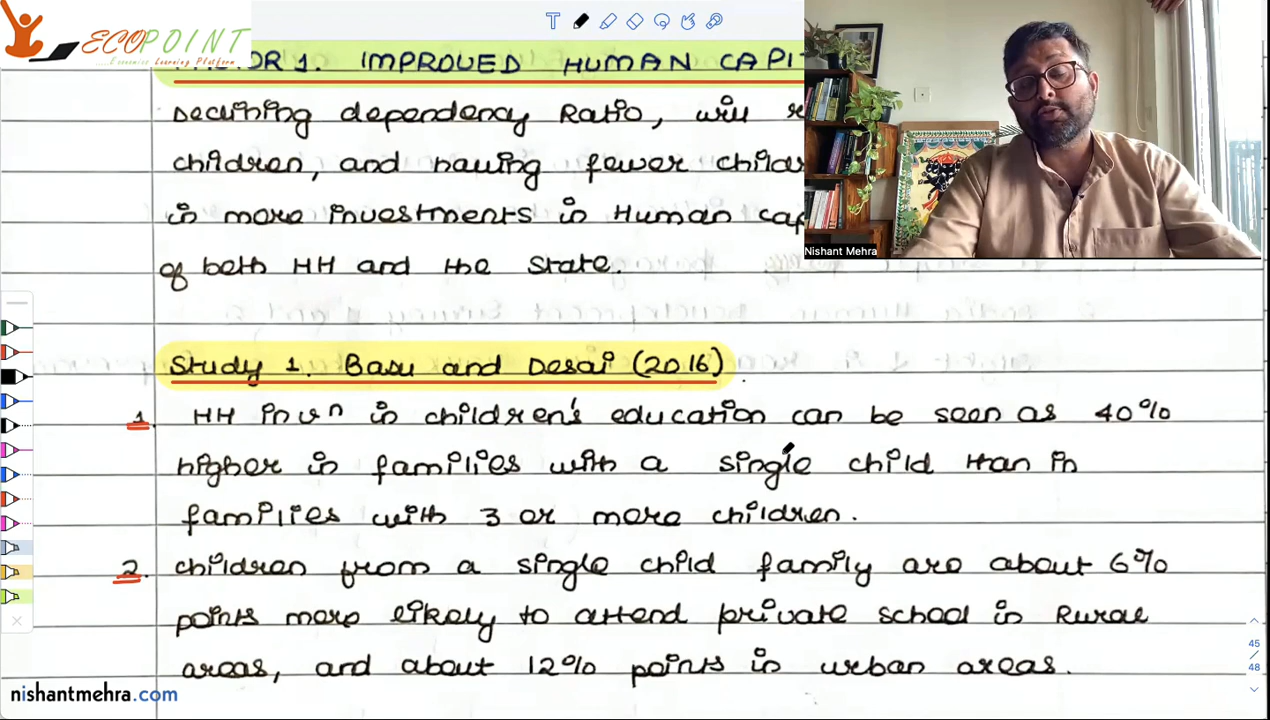 ECOPOINT
....Economics Learning Platform
1. IMPROVED HUMAN CAPI
Declining dependency Ratio, will
children, and having fewer child
in more investments in Human cap
of both HH and the State.
Nishant Mehra
Study 1. Basu and Desai (2016)
1. HH invn in children's education can be seen as 40%
higher in families with a single child than in
families with 3 or more children.
2. children from a single child family are about 6%
points more likely to attend private school in Rural
areas, and about 12% points in urban areas.
45
/
48
nishantmehra.com